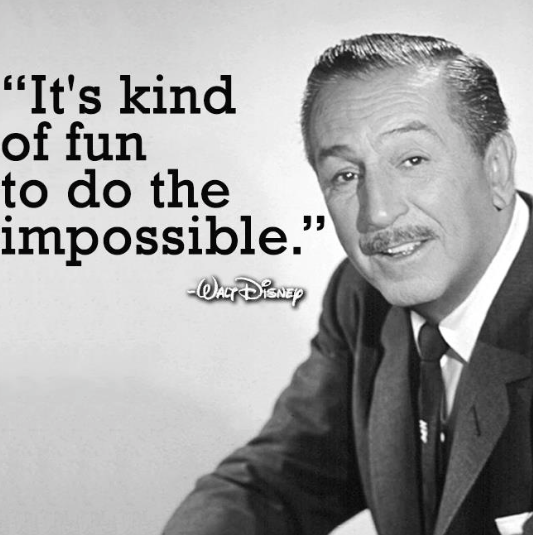 “It's kind
of fun
to do the
impossible.”
-Walt Disney